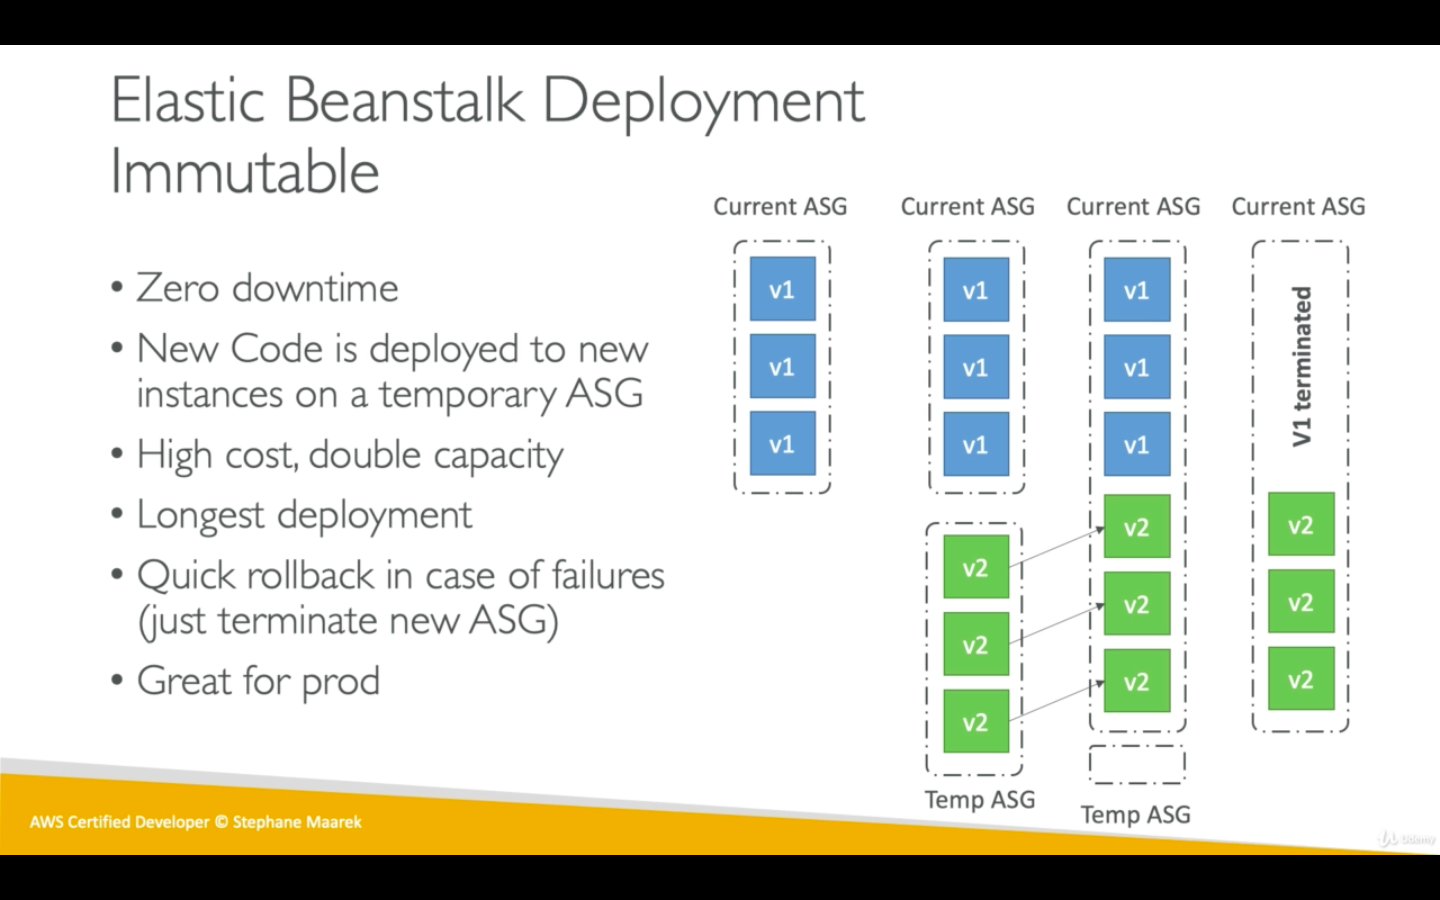 Elastic Beanstalk Deployment
Immutable
• Zero downtime
• New Code is deployed to new
instances on a temporary ASG
• High cost, double capacity
• Longest deployment
• Quick rollback in case of failures
(just terminate new ASG)
• Great for prod
Current ASG
v1
v1
v1
Current ASG
v1
v1
v1
v2
v2
v2
Temp ASG
Current ASG
v1
v1
v1
v2
v2
v2
Temp ASG
Current ASG
V1 terminated
v2
v2
v2
AWS Certified Developer © Stephane Maarek
Udemy